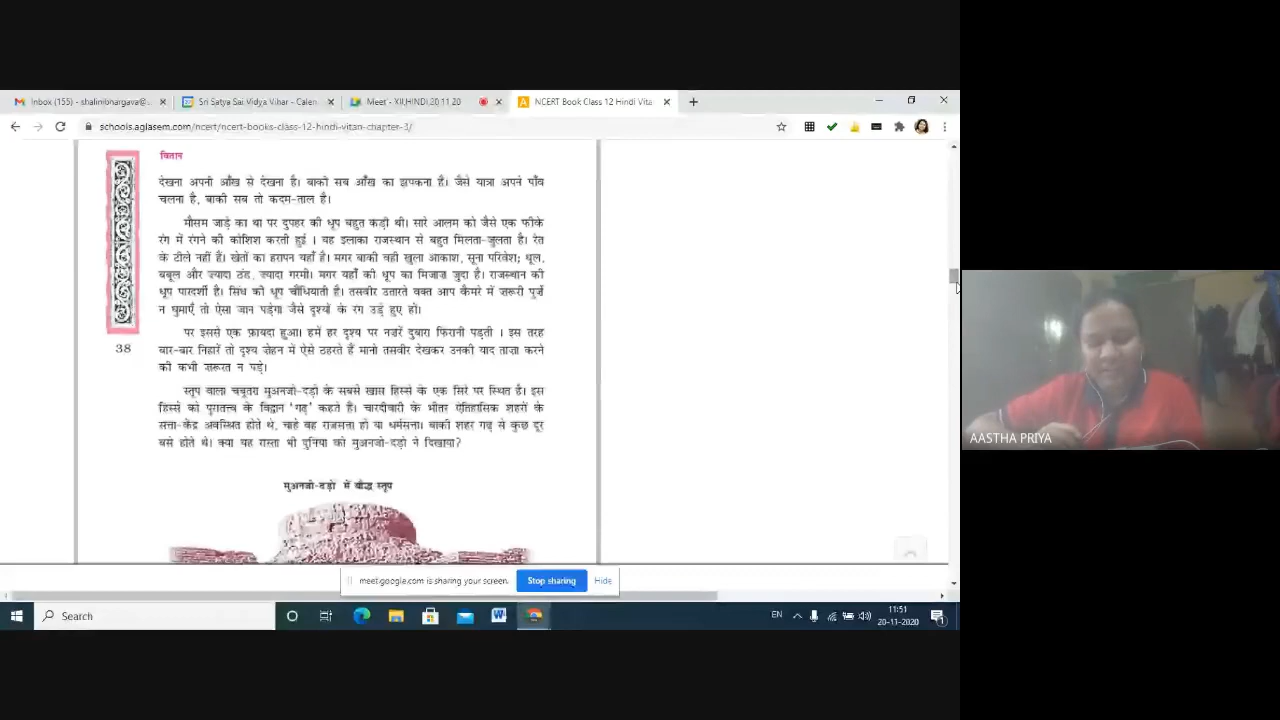 Inbox (155) - shalinibhargava@...
Sri Satya Sai Vidya Vihar - Calen
Meet - XII,HINDI 20 11 20
NCERT Book Class 12 Hindi Vita
schools.aglasem.com/ncert/ncert-books-class-12-hindi-vitan-chapter-3/
वितान
देखना अपनी आँख से देखना है। बाकी सब आँख का झपकना है। जैसे यात्रा अपने पाँव
चलना है, बाकी सब तो कदम-ताल है।
मौसम जाड़े का था पर दुपहर की धूप बहुत कड़ी थी। सारे आलम को जैसे एक फीके
रंग में रंगने की कोशिश करती हुई । यह इलाका राजस्थान से बहुत मिलता-जुलता है। रेत
के टीले नहीं हैं। खेतों का हरापन यहाँ है। मगर बाकी वही खुला आकाश, सूना परिवेश; धूल,
बबूल और ज्यादा ठंड, ज्यादा गरमी। मगर यहाँ की धूप का मिजाज़ जुदा है। राजस्थान की
धूप पारदर्शी है। सिंध की धूप चौंधियाती है। तसवीर उतारते वक्त आप कैमरे में ज़रूरी पुर्जे
न घुमाएँ तो ऐसा जान पड़ेगा जैसे दृश्यों के रंग उड़े हुए हों।
पर इससे एक फ़ायदा हुआ। हमें हर दृश्य पर नज़रें दुबारा फिरानी पड़ती । इस तरह
बार-बार निहारें तो दृश्य ज़ेहन में ऐसे ठहरते हैं मानो तसवीर देखकर उनकी याद ताज़ा करने
की कभी ज़रूरत न पड़े।
स्तूप वाला चबूतरा मुअनजो-दड़ो के सबसे खास हिस्से के एक सिरे पर स्थित है। इस
हिस्से को पुरातत्त्व के विद्वान 'गढ़' कहते हैं। चारदीवारी के भीतर ऐतिहासिक शहरों के
सत्ता-केंद्र अवस्थित होते थे, चाहे वह राजसत्ता हो या धर्मसत्ता। बाकी शहर गढ़ से कुछ दूर
बसे होते थे। क्या यह रास्ता भी दुनिया को मुअनजो-दड़ो ने दिखाया?
38
मुअनजो-दड़ो में बौद्ध स्तूप
meet.google.com is sharing your screen.
Stop sharing
Hide
AASTHA PRIYA
Search
EN
11:51
20-11-2020